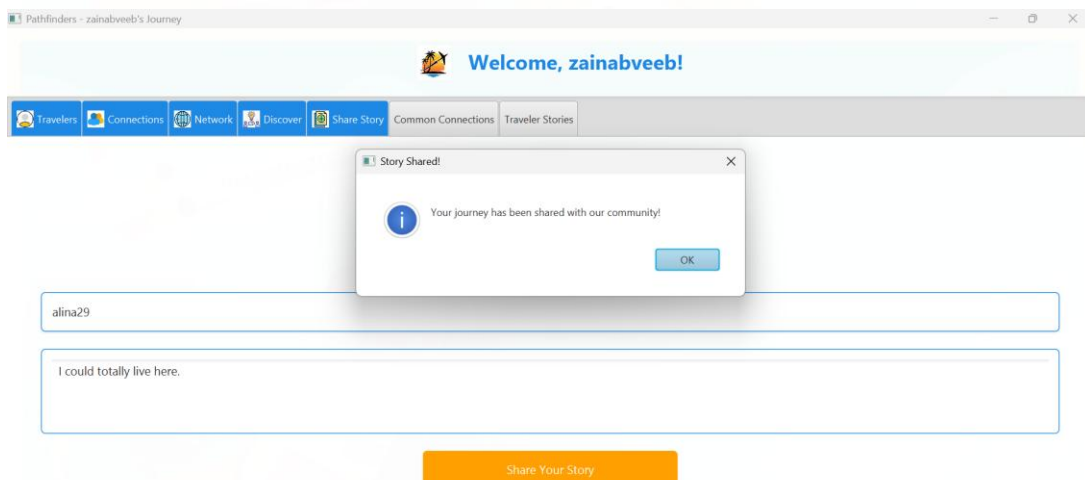 Pathfinders - zainabveeb's Journey
Welcome, zainabveeb!
Travelers Connections Network Discover Share Story Common Connections Traveler Stories
Story Shared!
Your journey has been shared with our community!
OK
alina29
I could totally live here.
Share Your Story